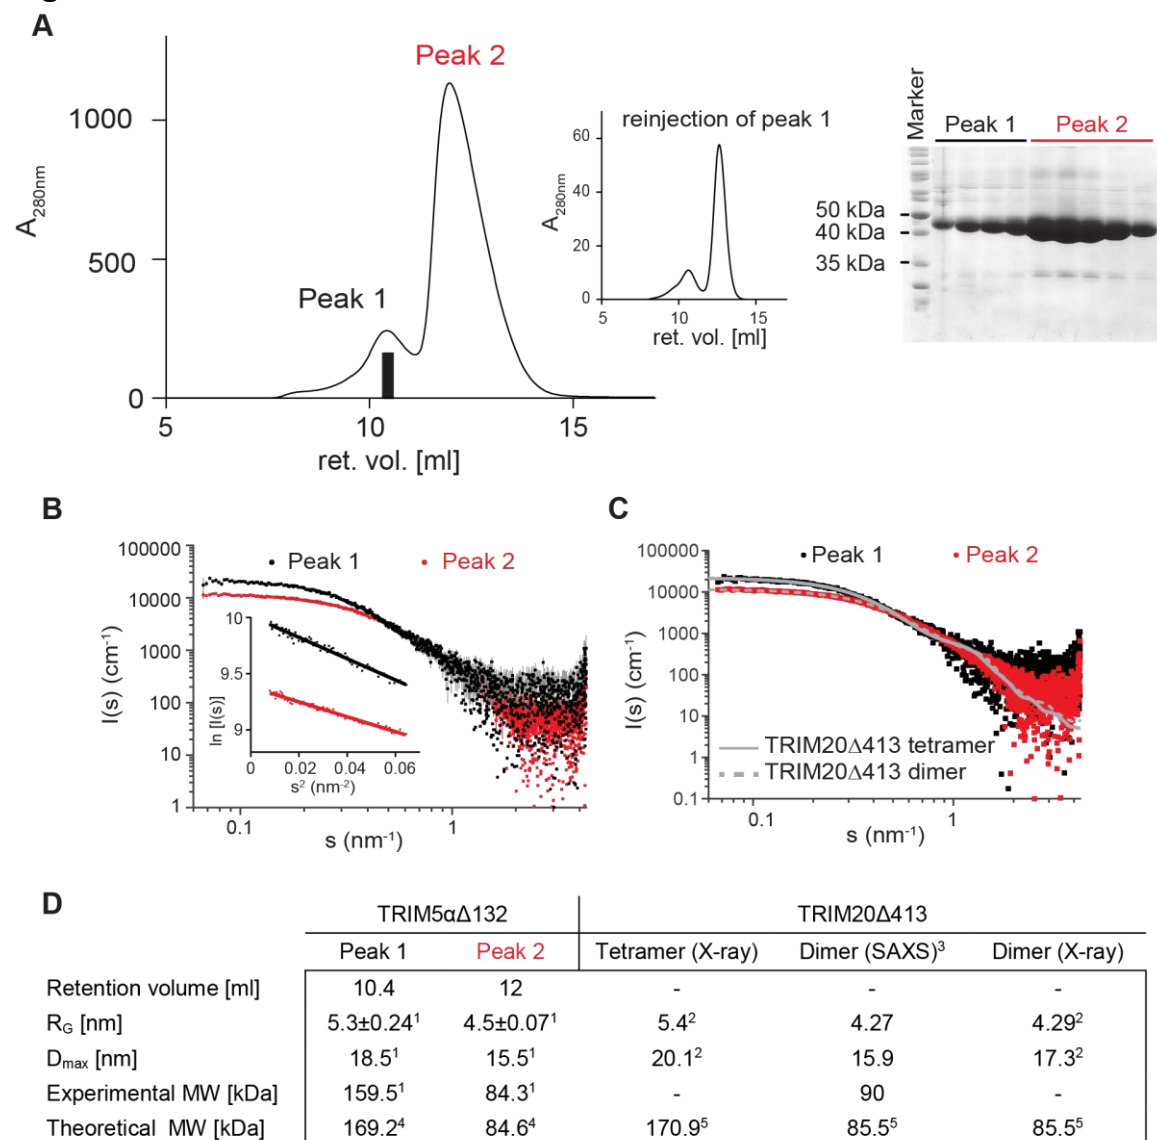 A
Peak 2
1000
500
0
A280nm
Peak 1
5 10 15
ret. vol. [ml]
reinjection of peak 1
60
40
20
0
A280nm
5 10 15
ret. vol. [ml]
Marker
Peak 1 Peak 2
50 kDa
40 kDa
35 kDa
B
100000
10000
1000
100
10
1
I(s) (cm⁻¹)
Peak 1 Peak 2
10
9.5
9
ln [I(s)]
0 0.02 0.04 0.06
s² (nm⁻²)
0.1 1
s (nm⁻¹)
C
100000
10000
1000
100
10
1
0.1
I(s) (cm⁻¹)
Peak 1 Peak 2
TRIM20Δ413 tetramer
TRIM20Δ413 dimer
0.1 1
s (nm⁻¹)
D
TRIM5αΔ132 TRIM20Δ413
Peak 1 Peak 2 Tetramer (X-ray) Dimer (SAXS)³ Dimer (X-ray)
Retention volume [ml] 10.4 12 - - -
RG [nm] 5.3±0.24¹ 4.5±0.07¹ 5.4² 4.27 4.29²
Dmax [nm] 18.5¹ 15.5¹ 20.1² 15.9 17.3²
Experimental MW [kDa] 159.5¹ 84.3¹ - 90 -
Theoretical MW [kDa] 169.2⁴ 84.6⁴ 170.9⁵ 85.5⁵ 85.5⁵